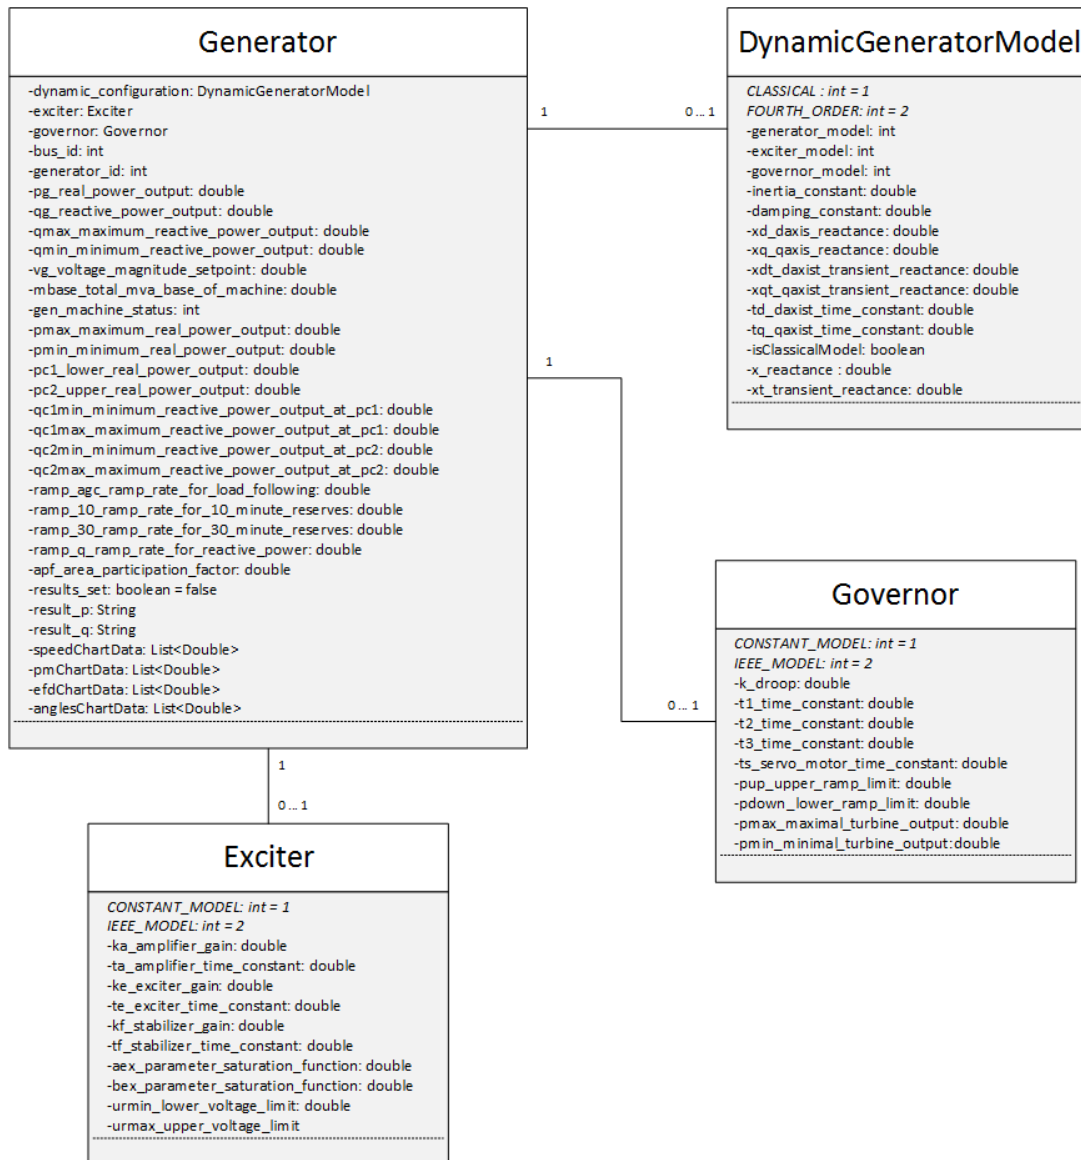 Generator
-dynamic_configuration: DynamicGeneratorModel
-exciter: Exciter
-governor: Governor
-bus_id: int
-generator_id: int
-pg_real_power_output: double
-qg_reactive_power_output: double
-qmax_maximum_reactive_power_output: double
-qmin_minimum_reactive_power_output: double
-vg_voltage_magnitude_setpoint: double
-mbase_total_mva_base_of_machine: double
-gen_machine_status: int
-pmax_maximum_real_power_output: double
-pmin_minimum_real_power_output: double
-pc1_lower_real_power_output: double
-pc2_upper_real_power_output: double
-qc1min_minimum_reactive_power_output_at_pc1: double
-qc1max_maximum_reactive_power_output_at_pc1: double
-qc2min_minimum_reactive_power_output_at_pc2: double
-qc2max_maximum_reactive_power_output_at_pc2: double
-ramp_agc_ramp_rate_for_load_following: double
-ramp_10_ramp_rate_for_10_minute_reserves: double
-ramp_30_ramp_rate_for_30_minute_reserves: double
-ramp_q_ramp_rate_for_reactive_power: double
-apf_area_participation_factor: double
-results_set: boolean = false
-result_p: String
-result_q: String
-speedChartData: List<Double>
-pmChartData: List<Double>
-efdChartData: List<Double>
-anglesChartData: List<Double>
1
0 ... 1
DynamicGeneratorModel
CLASSICAL : int = 1
FOURTH_ORDER: int = 2
-generator_model: int
-exciter_model: int
-governor_model: int
-inertia_constant: double
-damping_constant: double
-xd_daxis_reactance: double
-xq_qaxis_reactance: double
-xdt_daxist_transient_reactance: double
-xqt_qaxist_transient_reactance: double
-td_daxist_time_constant: double
-tq_qaxist_time_constant: double
-isClassicalModel: boolean
-x_reactance : double
-xt_transient_reactance: double
1
0 ... 1
Governor
CONSTANT_MODEL: int = 1
IEEE_MODEL: int = 2
-k_droop: double
-t1_time_constant: double
-t2_time_constant: double
-t3_time_constant: double
-ts_servo_motor_time_constant: double
-pup_upper_ramp_limit: double
-pdown_lower_ramp_limit: double
-pmax_maximal_turbine_output: double
-pmin_minimal_turbine_output:double
1
0 ... 1
Exciter
CONSTANT_MODEL: int = 1
IEEE_MODEL: int = 2
-ka_amplifier_gain: double
-ta_amplifier_time_constant: double
-ke_exciter_gain: double
-te_exciter_time_constant: double
-kf_stabilizer_gain: double
-tf_stabilizer_time_constant: double
-aex_parameter_saturation_function: double
-bex_parameter_saturation_function: double
-urmin_lower_voltage_limit: double
-urmax_upper_voltage_limit